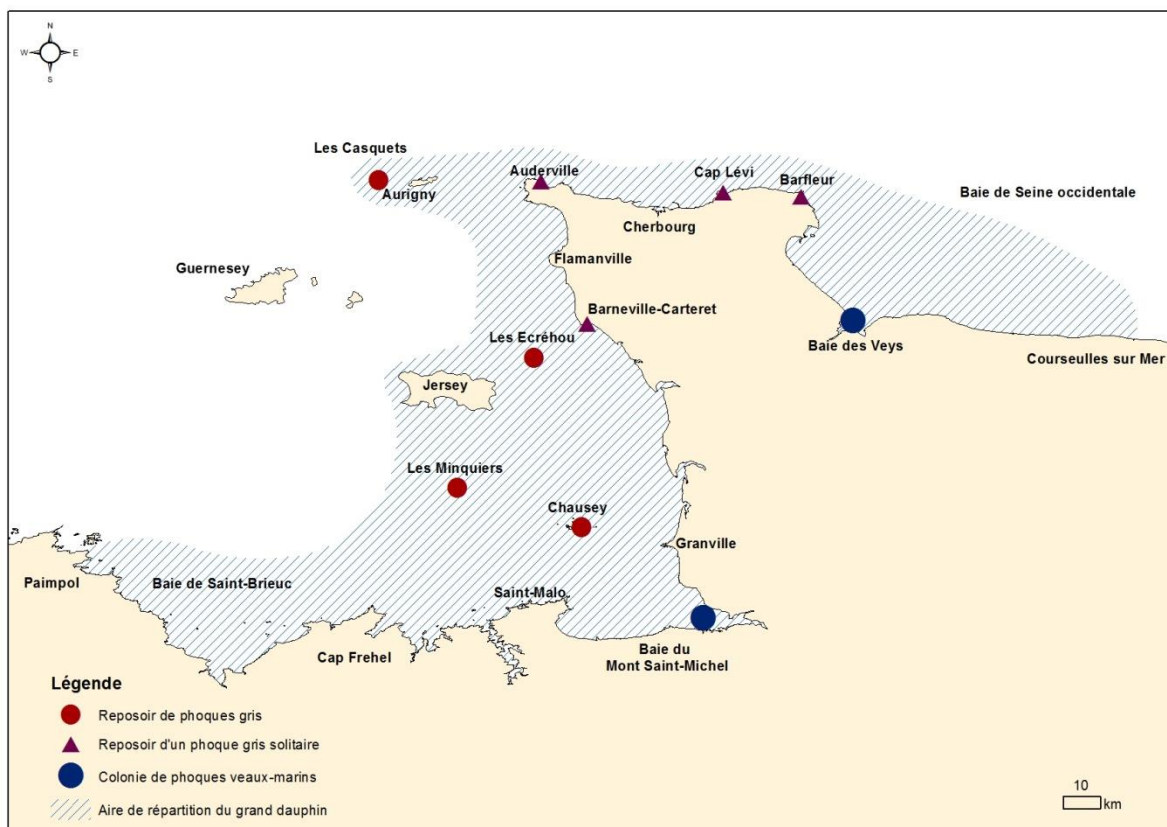 N
W E
S
Les Casquets
Aurigny
Auderville
Cap Lévi
Barfleur
Baie de Seine occidentale
Cherbourg
Guernesey
Flamanville
Barneville-Carteret
Les Ecréhou
Baie des Veys
Courseulles sur Mer
Jersey
Les Minquiers
Chausey
Granville
Paimpol
Baie de Saint-Brieuc
Saint-Malo
Cap Frehel
Baie du
Mont Saint-Michel
Légende
Reposoir de phoques gris
Reposoir d'un phoque gris solitaire
Colonie de phoques veaux-marins
Aire de répartition du grand dauphin
10
km